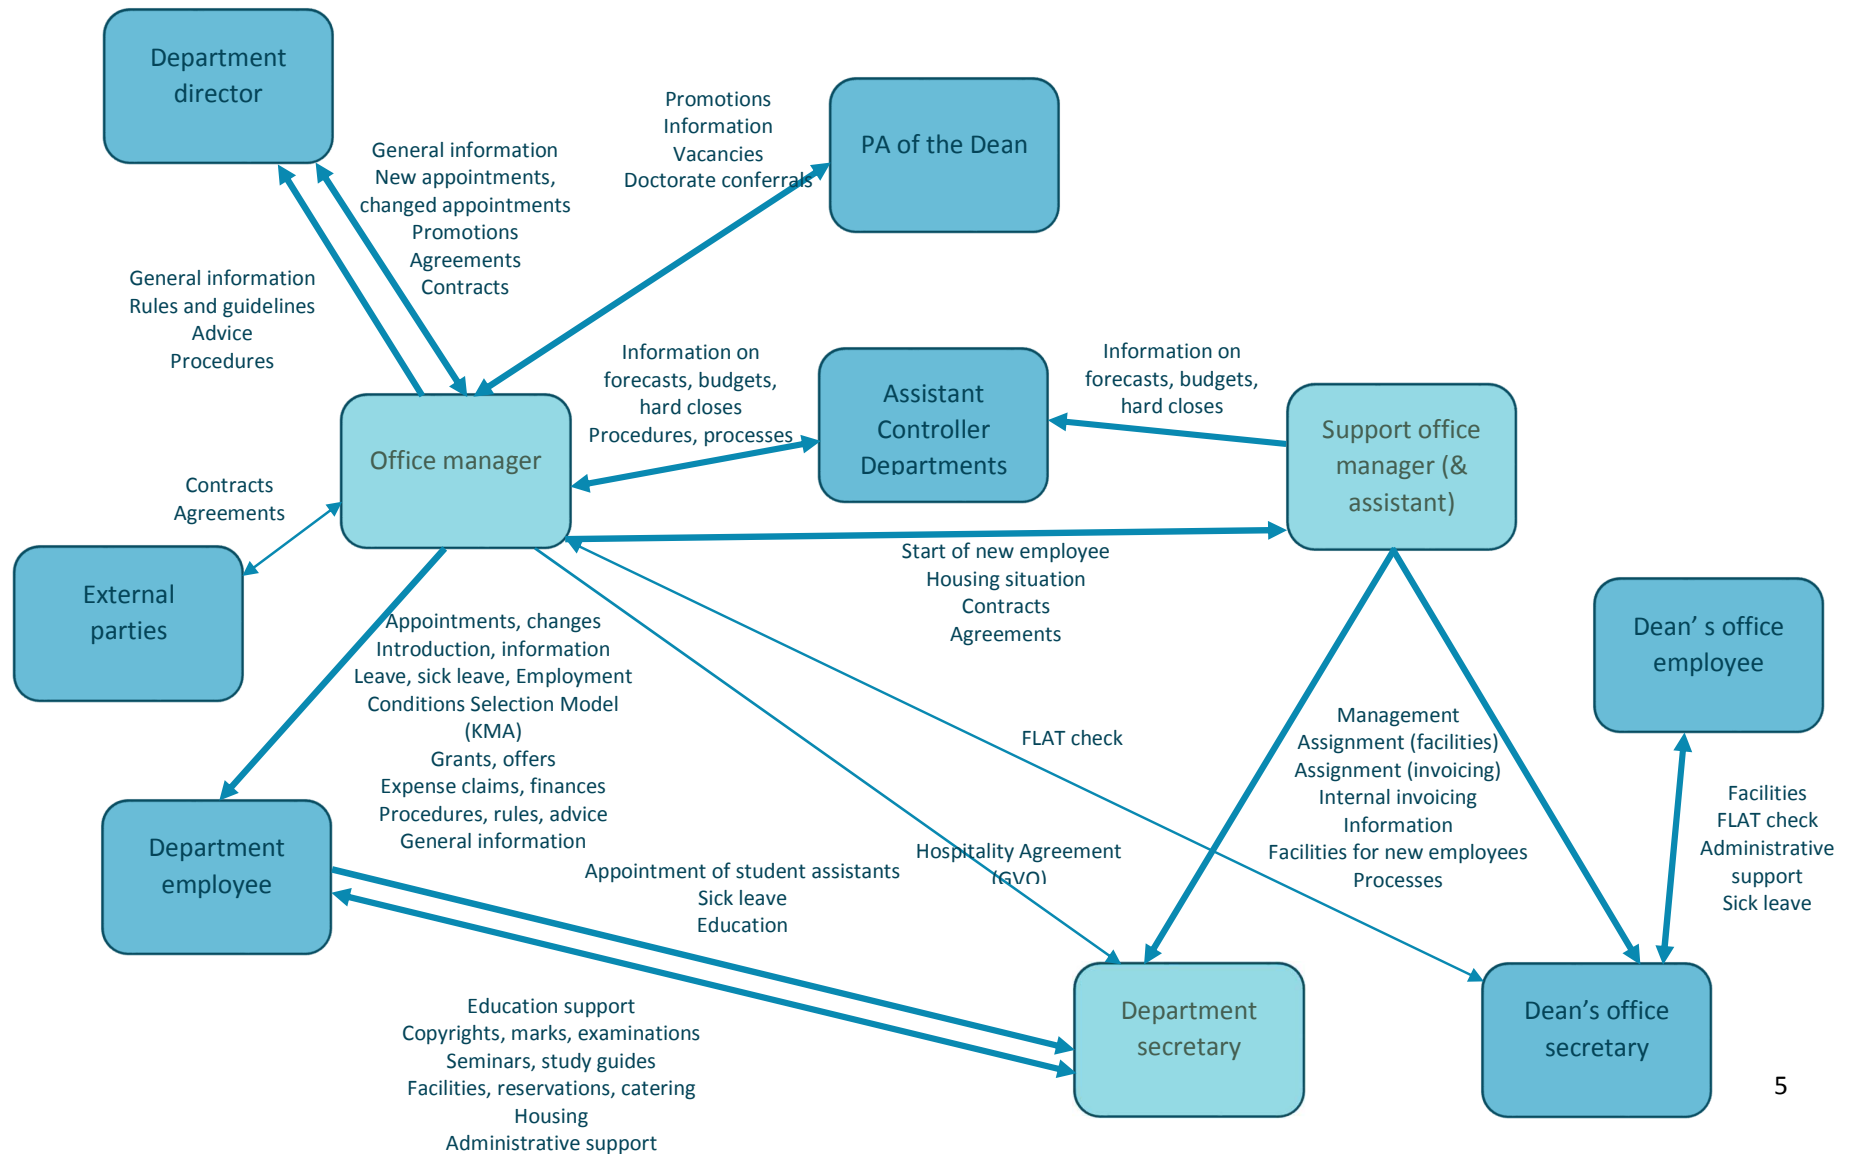 Department
director
General information
New appointments,
changed appointments
Promotions
Agreements
Contracts
Promotions
Information
Vacancies
Doctorate conferrals
PA of the Dean
General information
Rules and guidelines
Advice
Procedures
Information on
forecasts, budgets,
hard closes
Procedures, processes
Assistant
Controller
Departments
Information on
forecasts, budgets,
hard closes
Support office
manager (&
assistant)
Office manager
Contracts
Agreements
External
parties
Start of new employee
Housing situation
Contracts
Agreements
Dean' s office
employee
Appointments, changes
Introduction, information
Leave, sick leave, Employment
Conditions Selection Model
(KMA)
Grants, offers
Expense claims, finances
Procedures, rules, advice
General information
FLAT check
Management
Assignment (facilities)
Assignment (invoicing)
Internal invoicing
Information
Facilities for new employees
Processes
Facilities
FLAT check
Administrative
support
Sick leave
Department
employee
Appointment of student assistants
Sick leave
Education
Hospitality Agreement
(GVO)
Education support
Copyrights, marks, examinations
Seminars, study guides
Facilities, reservations, catering
Housing
Administrative support
Department
secretary
Dean’s office
secretary
5